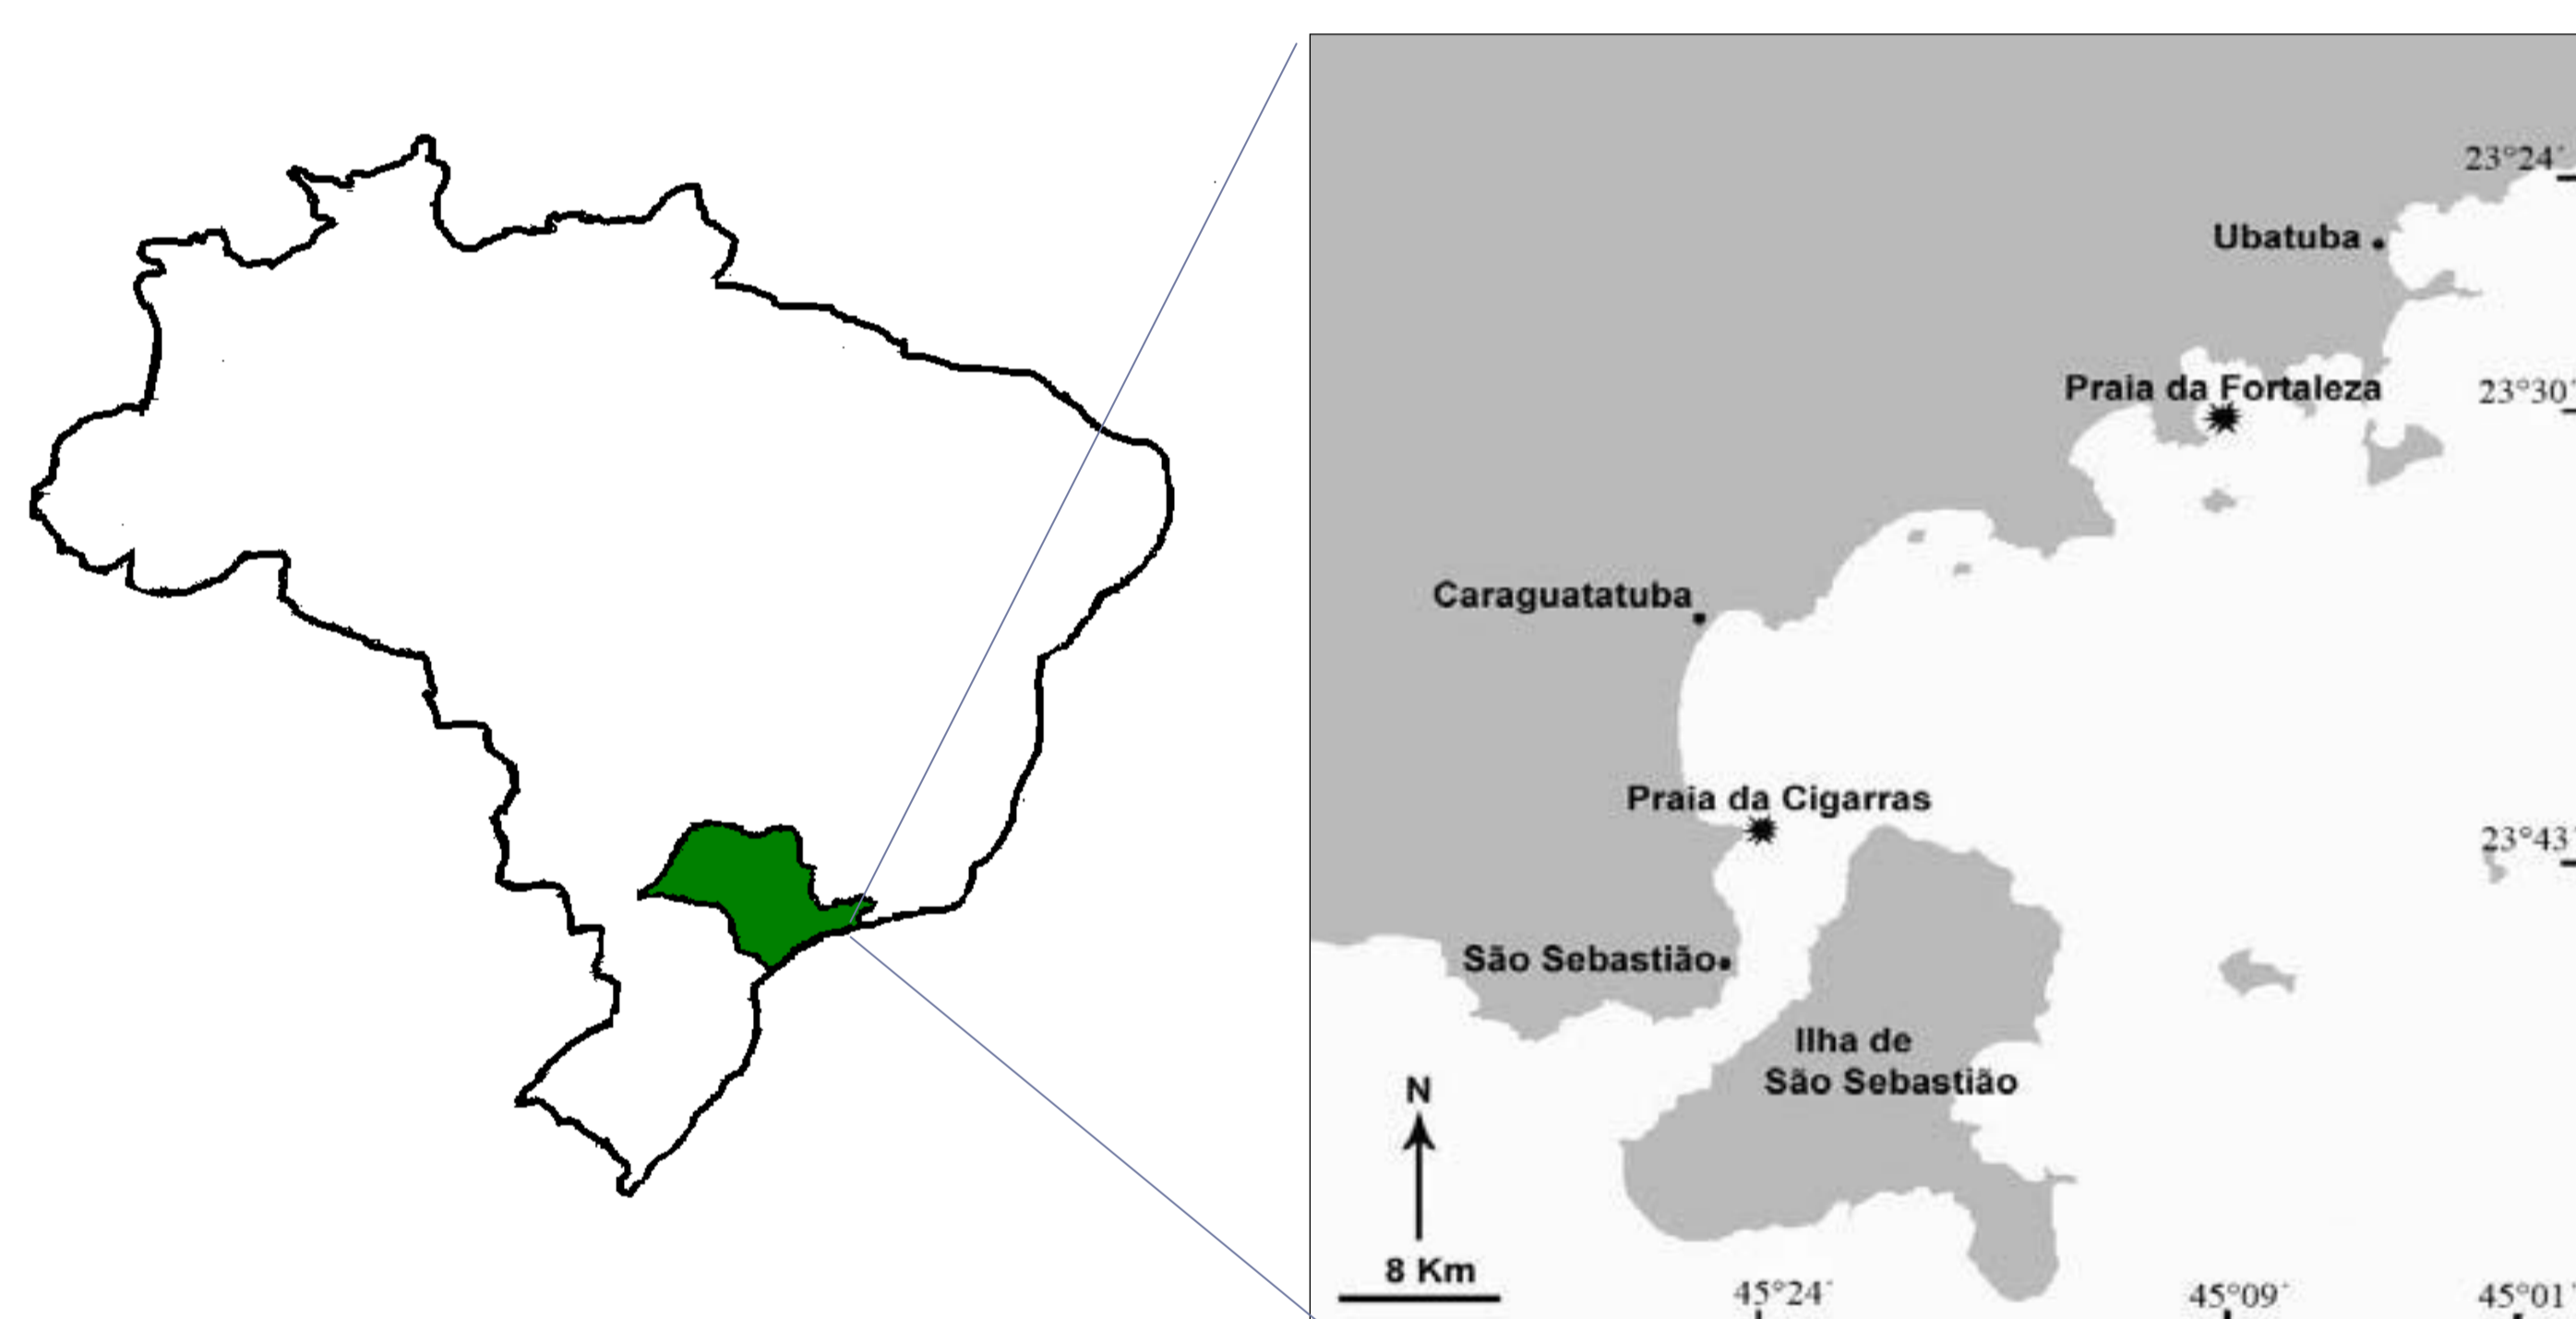 23°24´
Ubatuba
Praia da Fortaleza
23°30´
Caraguatatuba
Praia da Cigarras
23°43´
São Sebastião
Ilha de
São Sebastião
N
8 Km
45°24´
45°09´
45°01´